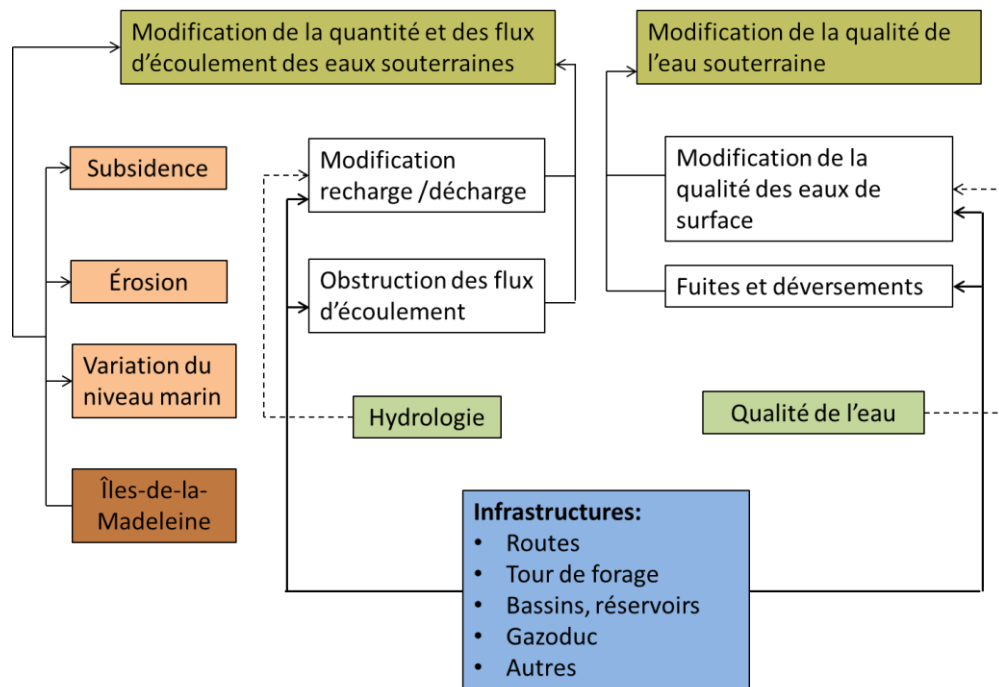 Modification de la quantité et des flux
d'écoulement des eaux souterraines
Modification de la qualité de
l'eau souterraine
Subsidence
Modification
recharge /décharge
Modification de la
qualité des eaux de
surface
Érosion
Obstruction des flux
d'écoulement
Fuites et déversements
Variation du
niveau marin
Hydrologie
Qualité de l'eau
Îles-de-la-
Madeleine
Infrastructures:
• Routes
• Tour de forage
• Bassins, réservoirs
• Gazoduc
• Autres